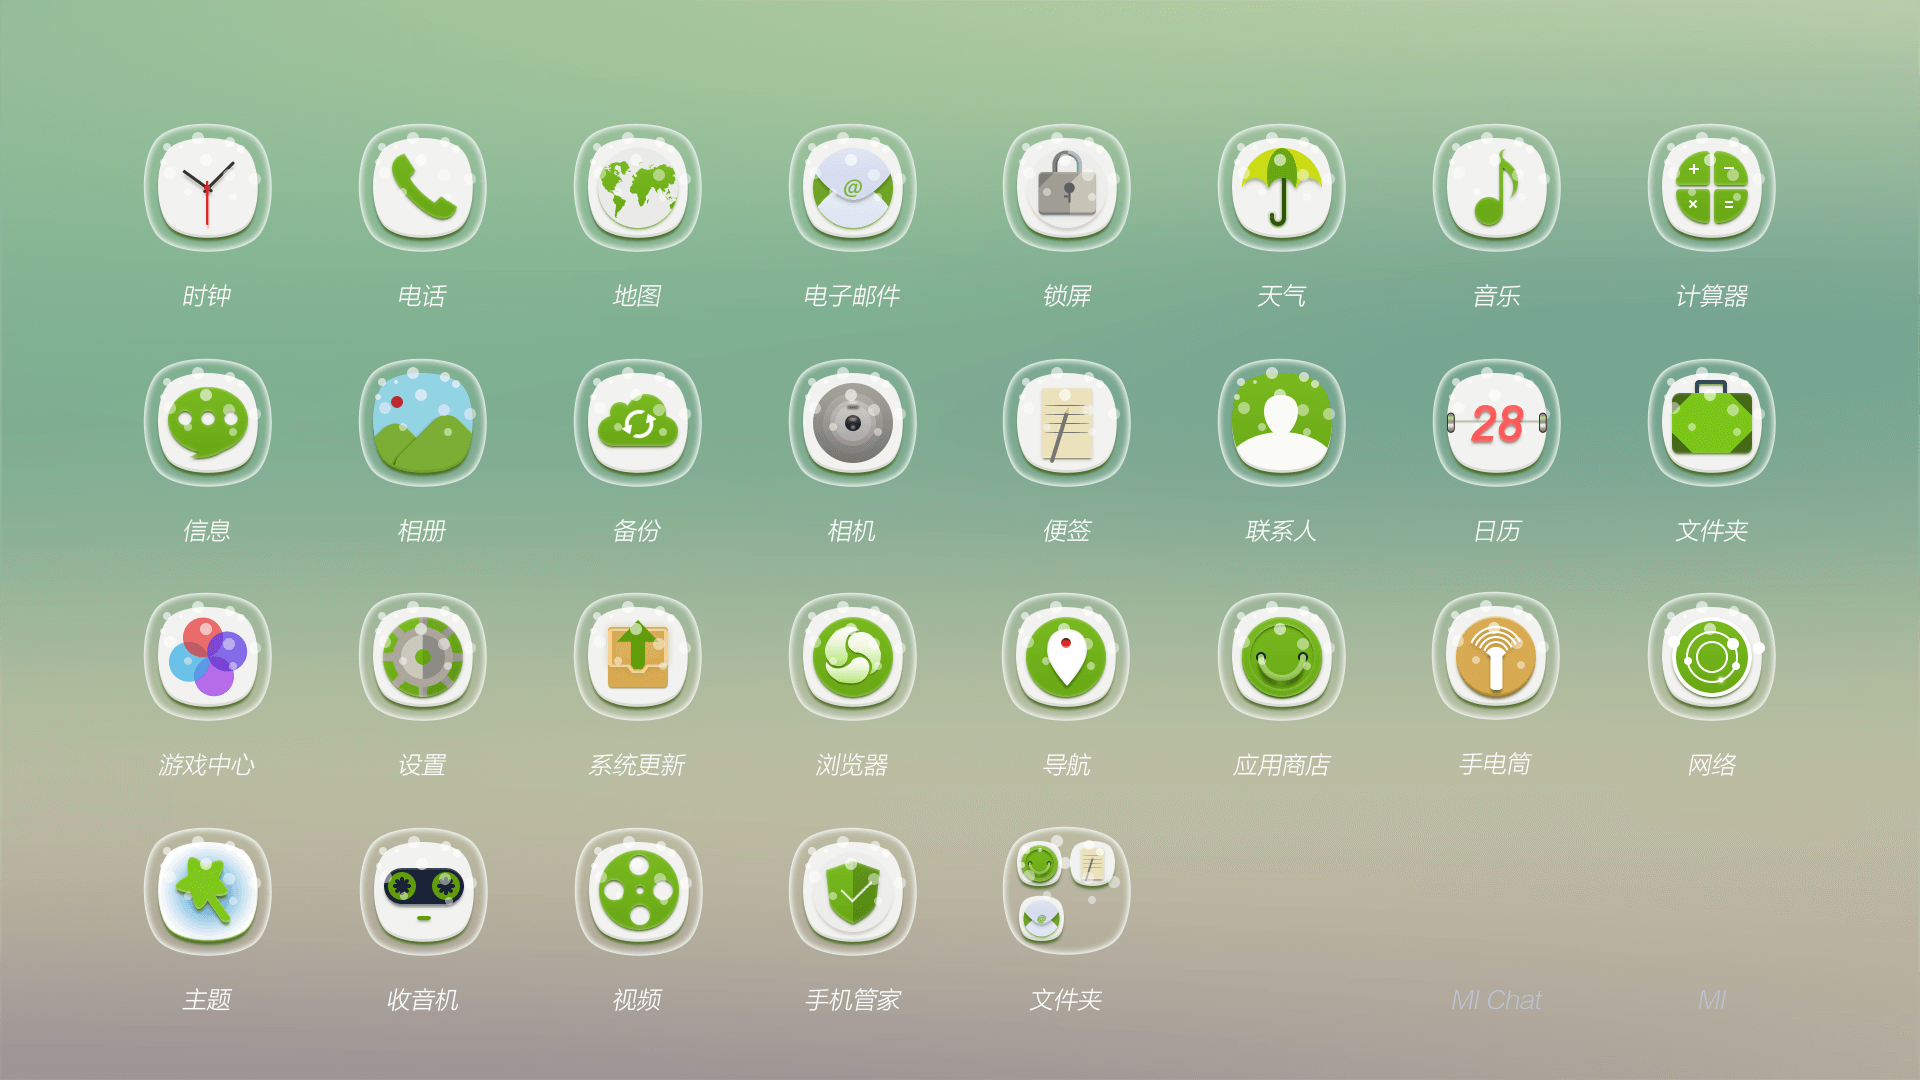 时钟 电话 地图 电子邮件 锁屏 天气 音乐 计算器
28
信息 相册 备份 相机 便签 联系人 日历 文件夹
游戏中心 设置 系统更新 浏览器 导航 应用商店 手电筒 网络
主题 收音机 视频 手机管家 文件夹 MI Chat MI